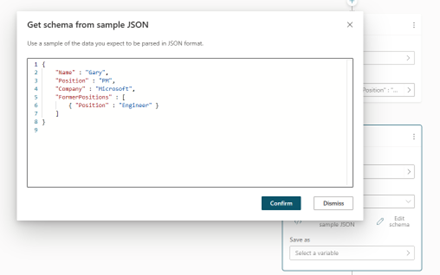 Get schema from sample JSON
Use a sample of the data you expect to be parsed in JSON format.
1 {
2 "Name" : "Gary",
3 "Position" : "PM",
4 "Company" : "Microsoft",
5 "FormerPositions" : [
6 { "Position" : "Engineer" }
7 ]
8 }
9
Confirm
Dismiss
Position" : "...
sample JSON
Edit
schema
Save as
Select a variable